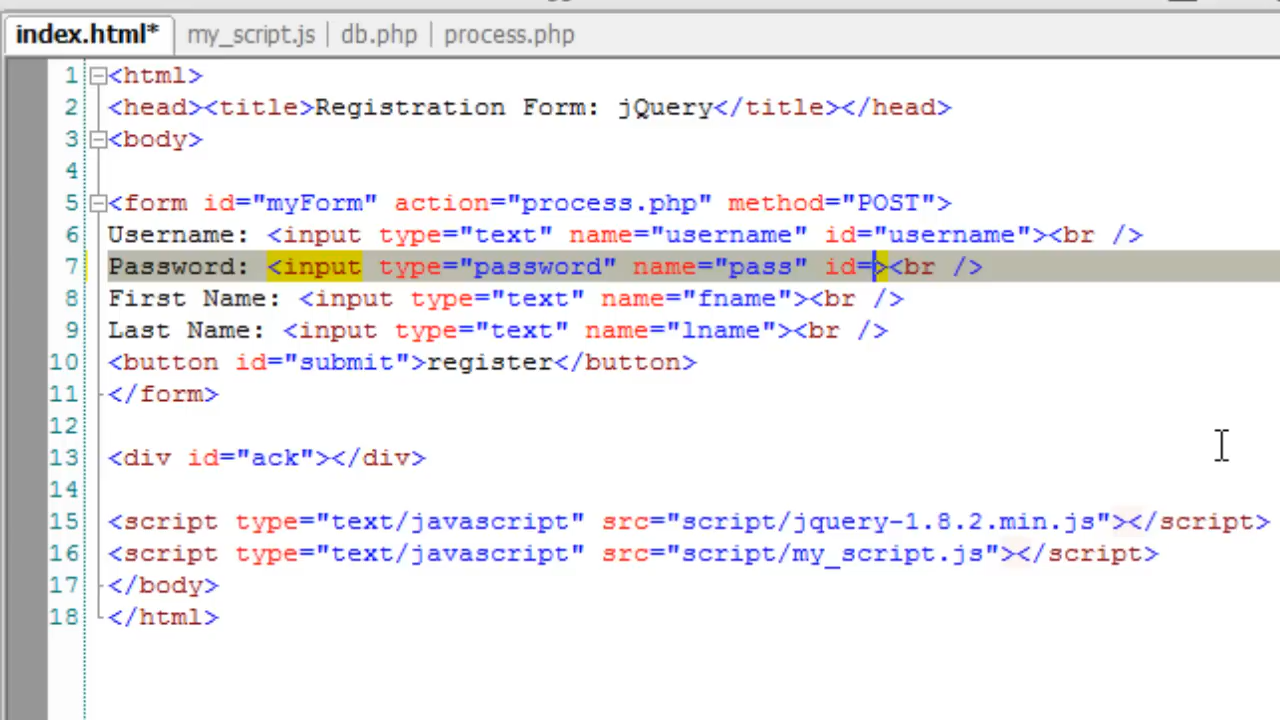 index.html* my_script.js db.php process.php
1 <html>
2 <head><title>Registration Form: jQuery</title></head>
3 <body>
4
5 <form id="myForm" action="process.php" method="POST">
6 Username: <input type="text" name="username" id="username"><br />
7 Password: <input type="password" name="pass" id=><br />
8 First Name: <input type="text" name="fname"><br />
9 Last Name: <input type="text" name="lname"><br />
10 <button id="submit">register</button>
11 </form>
12
13 <div id="ack"></div>
14
15 <script type="text/javascript" src="script/jquery-1.8.2.min.js"></script>
16 <script type="text/javascript" src="script/my_script.js"></script>
17 </body>
18 </html>